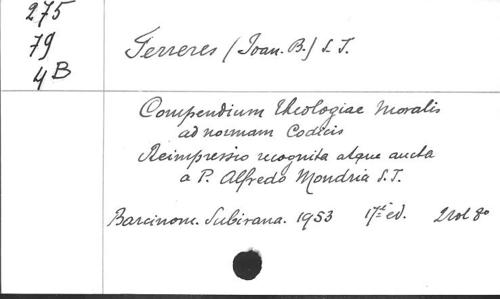 275
79
4B
Ferreres (Joan. B.) S. J.
Compendium Theologiae Moralis
ad normam Codicis
Reimpressio recognita atque aucta
a P. Alfredo Mondria S.J.
Barcinone. Subirana. 1953 17ª ed. 2 vol 8º